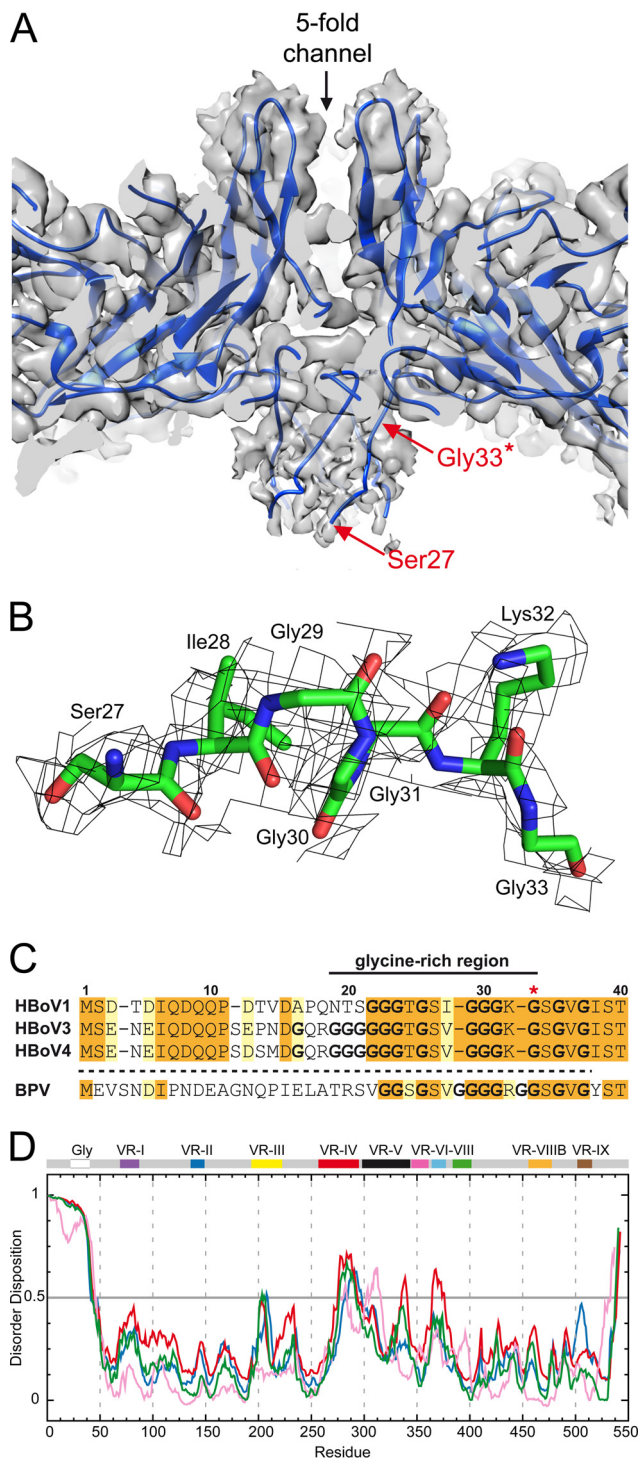 A
5-fold
channel
Gly33*
Ser27
B
Lys32
Gly29
Ile28
Ser27
Gly31
Gly30
Gly33
C
glycine-rich region
1 10 20 30 * 40
HBoV1 MSD-TDIQDQQP-DTVDAPQNTSGGGTGSI-GGGK-GSGVGIST
HBoV3 MSE-NEIQDQQPSEPNDGQRGGGGGGTGSV-GGGK-GSGVGIST
HBoV4 MSE-NEIQDQQPSDSMDGQRGGGGGGTGSV-GGGK-GSGVGIST
BPV MEVSNDIPNDEAGNQPIELATRSVGGSGSVGGGGRGGSGVGYST
D
Gly VR-I VR-II VR-III VR-IV VR-V VR-VI-VIII VR-VIIIB VR-IX
1
0.5
0
Disorder Disposition
0 50 100 150 200 250 300 350 400 450 500 550
Residue